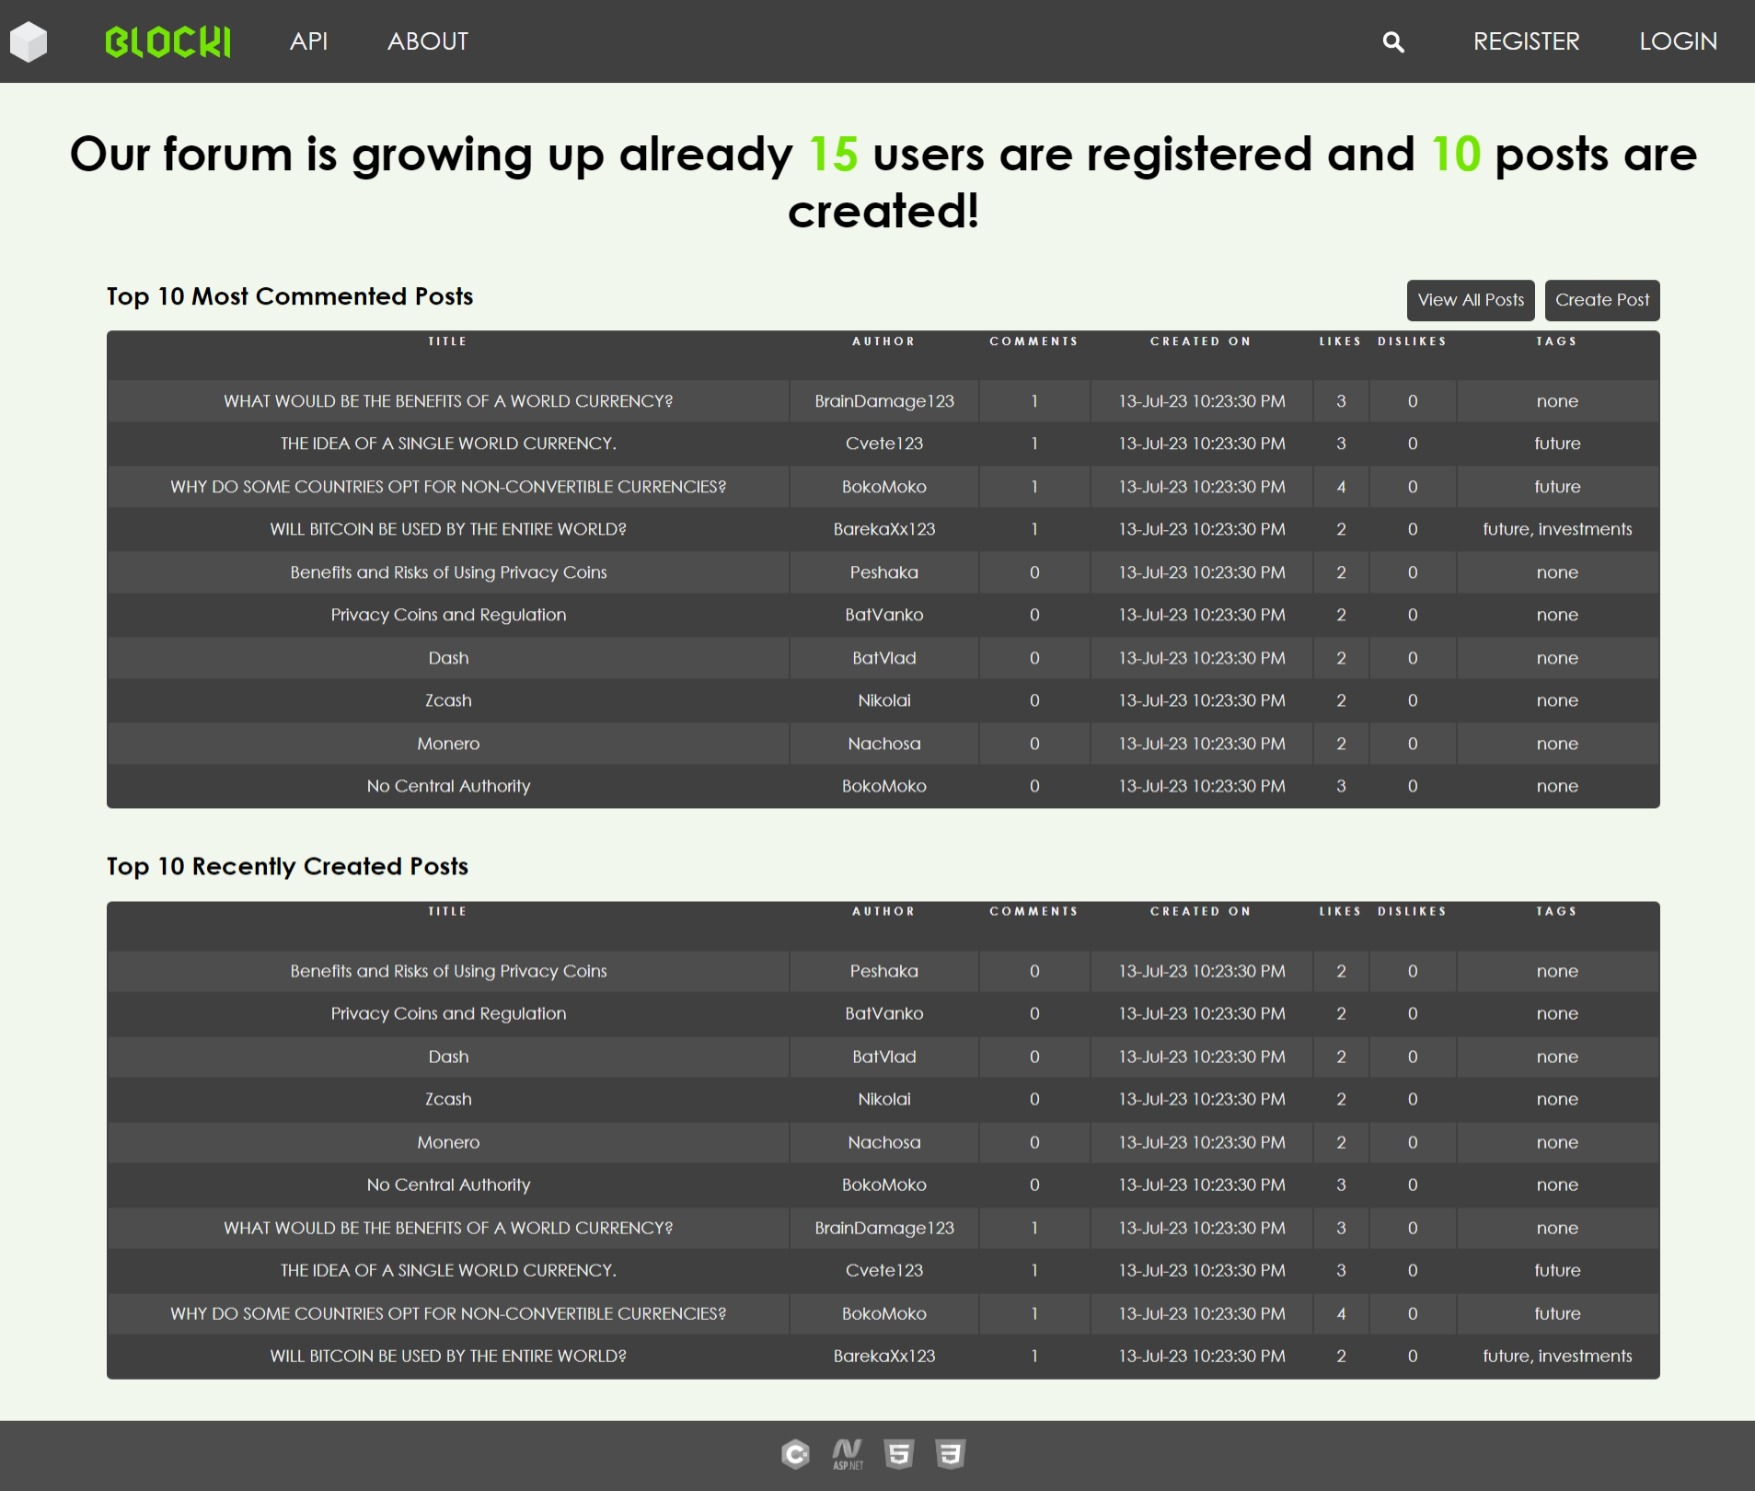 BLOCKI API ABOUT REGISTER LOGIN
Our forum is growing up already 15 users are registered and 10 posts are
created!
Top 10 Most Commented Posts View All Posts Create Post
TITLE AUTHOR COMMENTS CREATED ON LIKES DISLIKES TAGS
WHAT WOULD BE THE BENEFITS OF A WORLD CURRENCY? BrainDamage123 1 13-Jul-23 10:23:30 PM 3 0 none
THE IDEA OF A SINGLE WORLD CURRENCY. Cvete123 1 13-Jul-23 10:23:30 PM 3 0 future
WHY DO SOME COUNTRIES OPT FOR NON-CONVERTIBLE CURRENCIES? BokoMoko 1 13-Jul-23 10:23:30 PM 4 0 future
WILL BITCOIN BE USED BY THE ENTIRE WORLD? BarekaXx123 1 13-Jul-23 10:23:30 PM 2 0 future, investments
Benefits and Risks of Using Privacy Coins Peshaka 0 13-Jul-23 10:23:30 PM 2 0 none
Privacy Coins and Regulation BatVanko 0 13-Jul-23 10:23:30 PM 2 0 none
Dash BatVlad 0 13-Jul-23 10:23:30 PM 2 0 none
Zcash Nikolai 0 13-Jul-23 10:23:30 PM 2 0 none
Monero Nachosa 0 13-Jul-23 10:23:30 PM 2 0 none
No Central Authority BokoMoko 0 13-Jul-23 10:23:30 PM 3 0 none
Top 10 Recently Created Posts
TITLE AUTHOR COMMENTS CREATED ON LIKES DISLIKES TAGS
Benefits and Risks of Using Privacy Coins Peshaka 0 13-Jul-23 10:23:30 PM 2 0 none
Privacy Coins and Regulation BatVanko 0 13-Jul-23 10:23:30 PM 2 0 none
Dash BatVlad 0 13-Jul-23 10:23:30 PM 2 0 none
Zcash Nikolai 0 13-Jul-23 10:23:30 PM 2 0 none
Monero Nachosa 0 13-Jul-23 10:23:30 PM 2 0 none
No Central Authority BokoMoko 0 13-Jul-23 10:23:30 PM 3 0 none
WHAT WOULD BE THE BENEFITS OF A WORLD CURRENCY? BrainDamage123 1 13-Jul-23 10:23:30 PM 3 0 none
THE IDEA OF A SINGLE WORLD CURRENCY. Cvete123 1 13-Jul-23 10:23:30 PM 3 0 future
WHY DO SOME COUNTRIES OPT FOR NON-CONVERTIBLE CURRENCIES? BokoMoko 1 13-Jul-23 10:23:30 PM 4 0 future
WILL BITCOIN BE USED BY THE ENTIRE WORLD? BarekaXx123 1 13-Jul-23 10:23:30 PM 2 0 future, investments
C ASP.NET 5 3